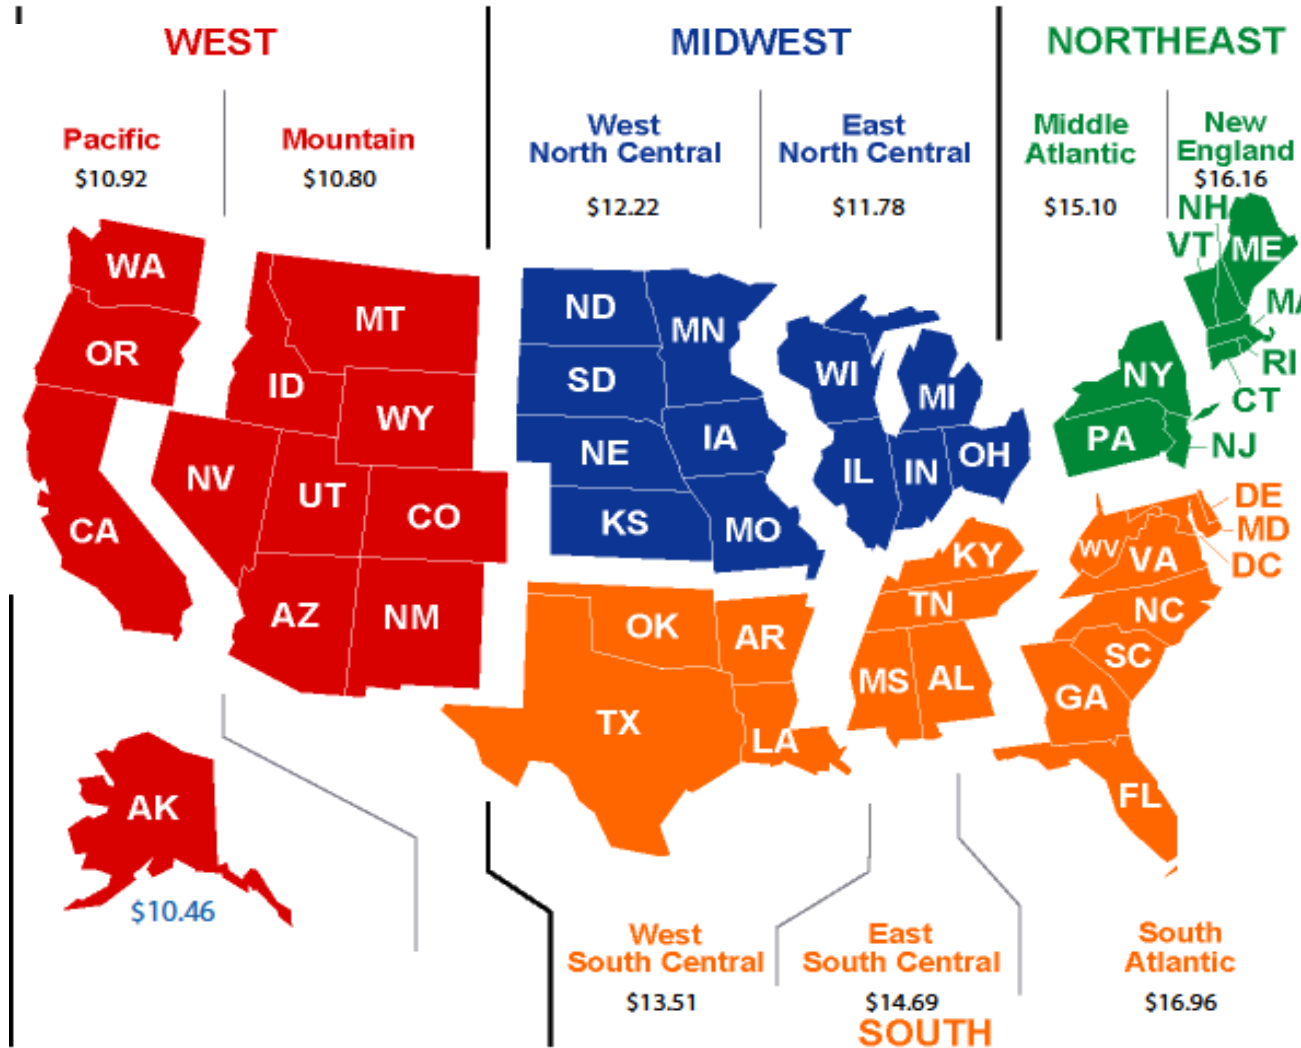 WEST
MIDWEST
NORTHEAST
Pacific
$10.92
Mountain
$10.80
West
North Central
$12.22
East
North Central
$11.78
Middle
Atlantic
$15.10
New
England
$16.16
WA
OR
CA
MT
ID
WY
NV
UT
CO
AZ
NM
AK
$10.46
ND
MN
SD
NE
IA
KS
MO
WI
MI
IL
IN
OH
NH
VT
ME
MA
RI
CT
NY
PA
NJ
DE
MD
DC
WV
VA
KY
TN
NC
SC
OK
AR
TX
LA
MS
AL
GA
FL
West
South Central
$13.51
East
South Central
$14.69
South
Atlantic
$16.96
SOUTH